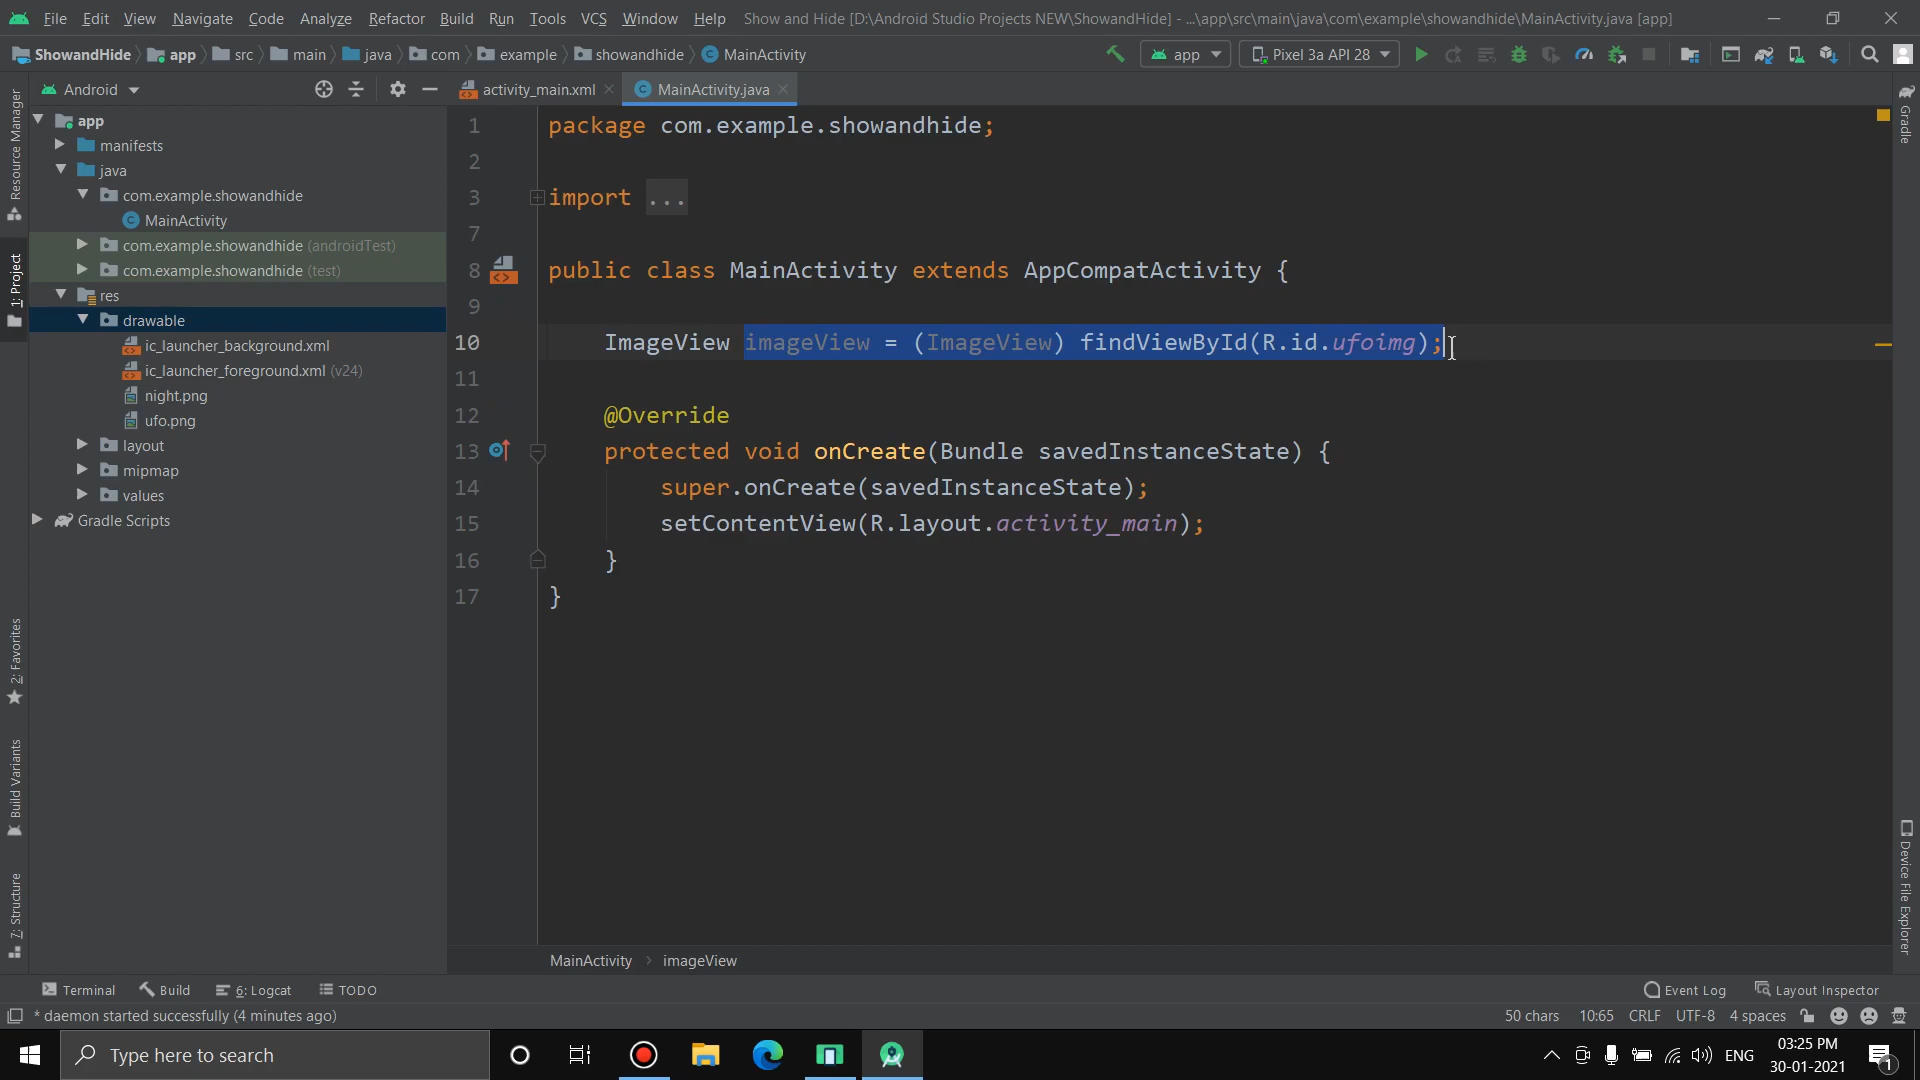 File Edit View Navigate Code Analyze Refactor Build Run Tools VCS Window Help Show and Hide [D:\Android Studio Projects NEW\ShowandHide] - ...\app\src\main\java\com\example\showandhide\MainActivity.java [app]
ShowandHide app src main java com example showandhide MainActivity app Pixel 3a API 28
Android activity_main.xml MainActivity.java
Resource Manager
1: Project
2: Favorites
Build Variants
7: Structure
app
manifests
java
com.example.showandhide
MainActivity
com.example.showandhide (androidTest)
com.example.showandhide (test)
res
drawable
ic_launcher_background.xml
ic_launcher_foreground.xml (v24)
night.png
ufo.png
layout
mipmap
values
Gradle Scripts
1 package com.example.showandhide;
2
3 import ...
7
8 public class MainActivity extends AppCompatActivity {
9
10 ImageView imageView = (ImageView) findViewById(R.id.ufoimg);
11
12 @Override
13 protected void onCreate(Bundle savedInstanceState) {
14 super.onCreate(savedInstanceState);
15 setContentView(R.layout.activity_main);
16 }
17 }
Gradle
Device File Explorer
MainActivity imageView
Terminal Build 6: Logcat TODO Event Log Layout Inspector
* daemon started successfully (4 minutes ago) 50 chars 10:65 CRLF UTF-8 4 spaces
Type here to search ENG 03:25 PM
30-01-2021 1